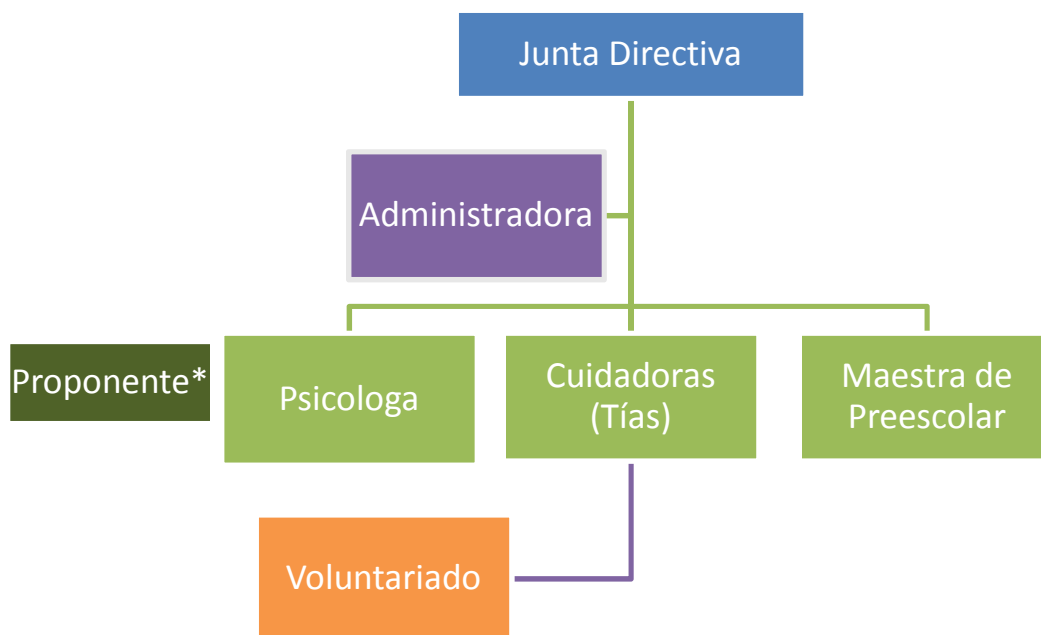 Junta Directiva
Administradora
Proponente*
Psicologa
Cuidadoras
(Tías)
Maestra de
Preescolar
Voluntariado